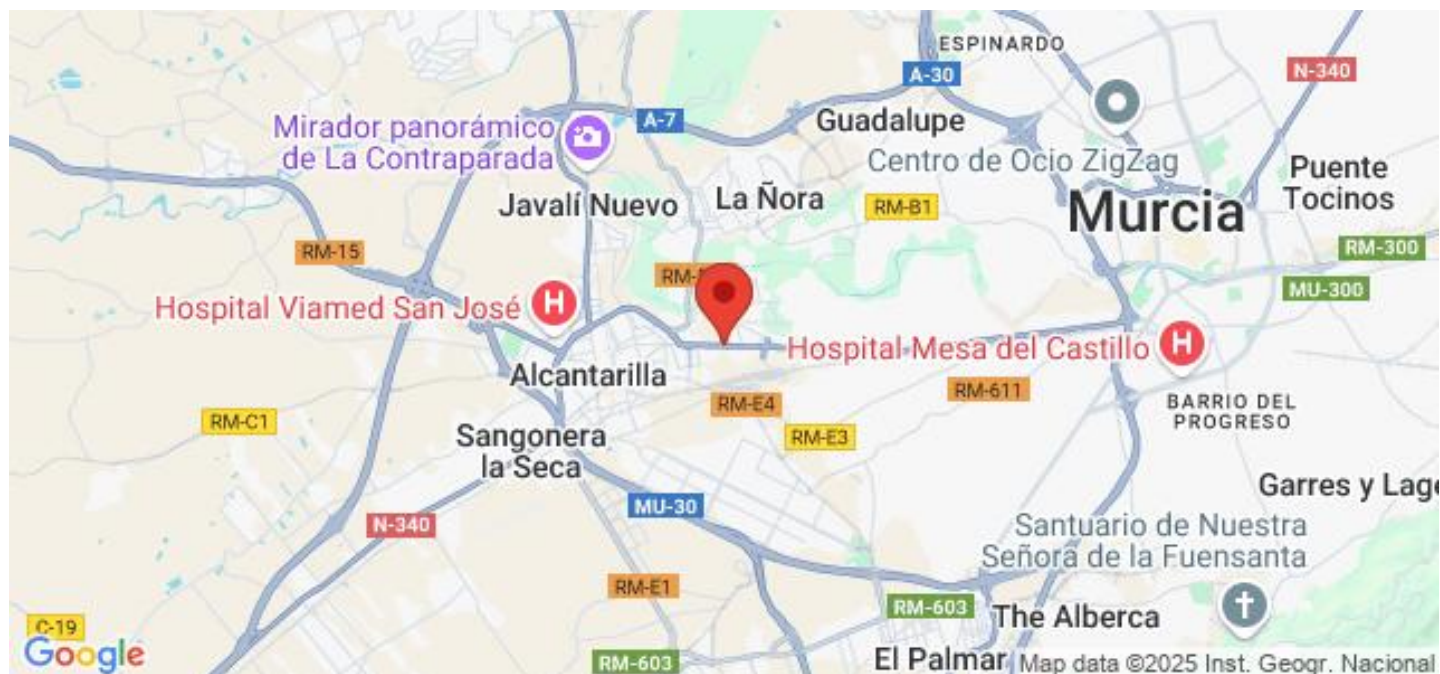 ESPINARDO
N-340
A-30
Mirador panorámico
de La Contraparada
A-7
Guadalupe
Centro de Ocio ZigZag
Puente
Tocinos
Javalí Nuevo
La Ñora
RM-B1
Murcia
RM-15
RM-300
MU-300
Hospital Viamed San José
H
Hospital Mesa del Castillo
H
Alcantarilla
RM-E4
RM-611
BARRIO DEL
PROGRESO
RM-C1
Sangonera
la Seca
RM-E3
Garres y Lage
N-340
MU-30
Santuario de Nuestra
Señora de la Fuensanta
RM-E1
RM-603
The Alberca
C-19
Google
RM-603
El Palmar
Map data ©2025 Inst. Geogr. Nacional